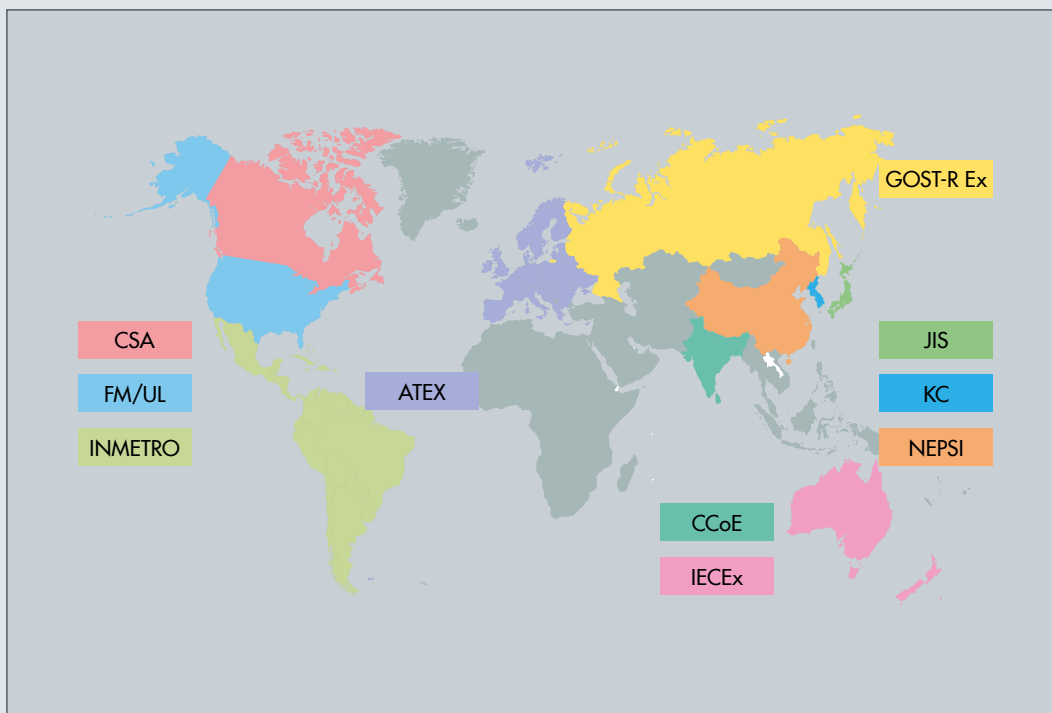 GOST-R Ex
CSA
JIS
FM/UL
ATEX
KC
INMETRO
NEPSI
CCoE
IECEx